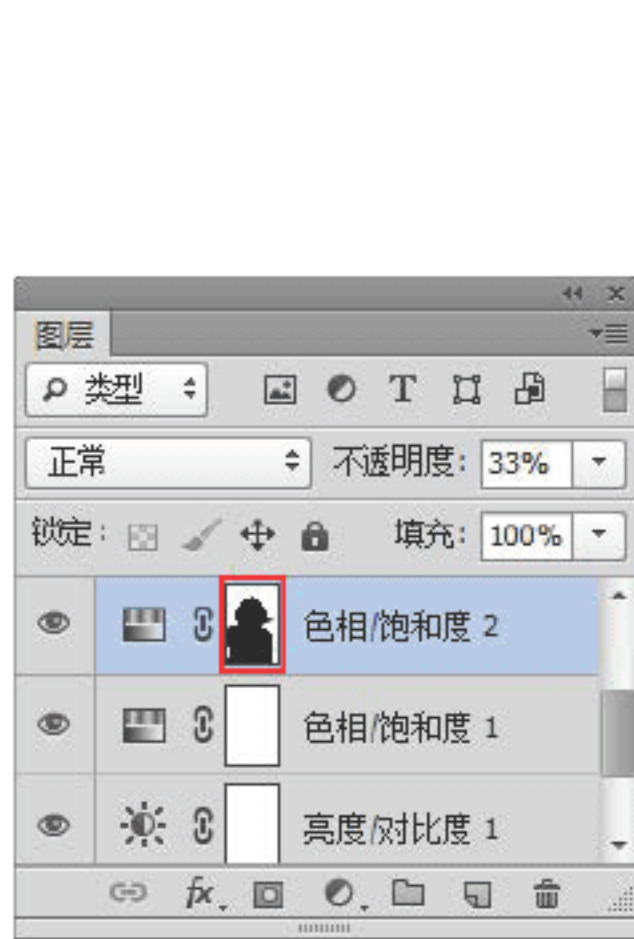 图层
类型
正常 不透明度: 33%
锁定: 填充: 100%
色相/饱和度 2
色相/饱和度 1
亮度/对比度 1
fx